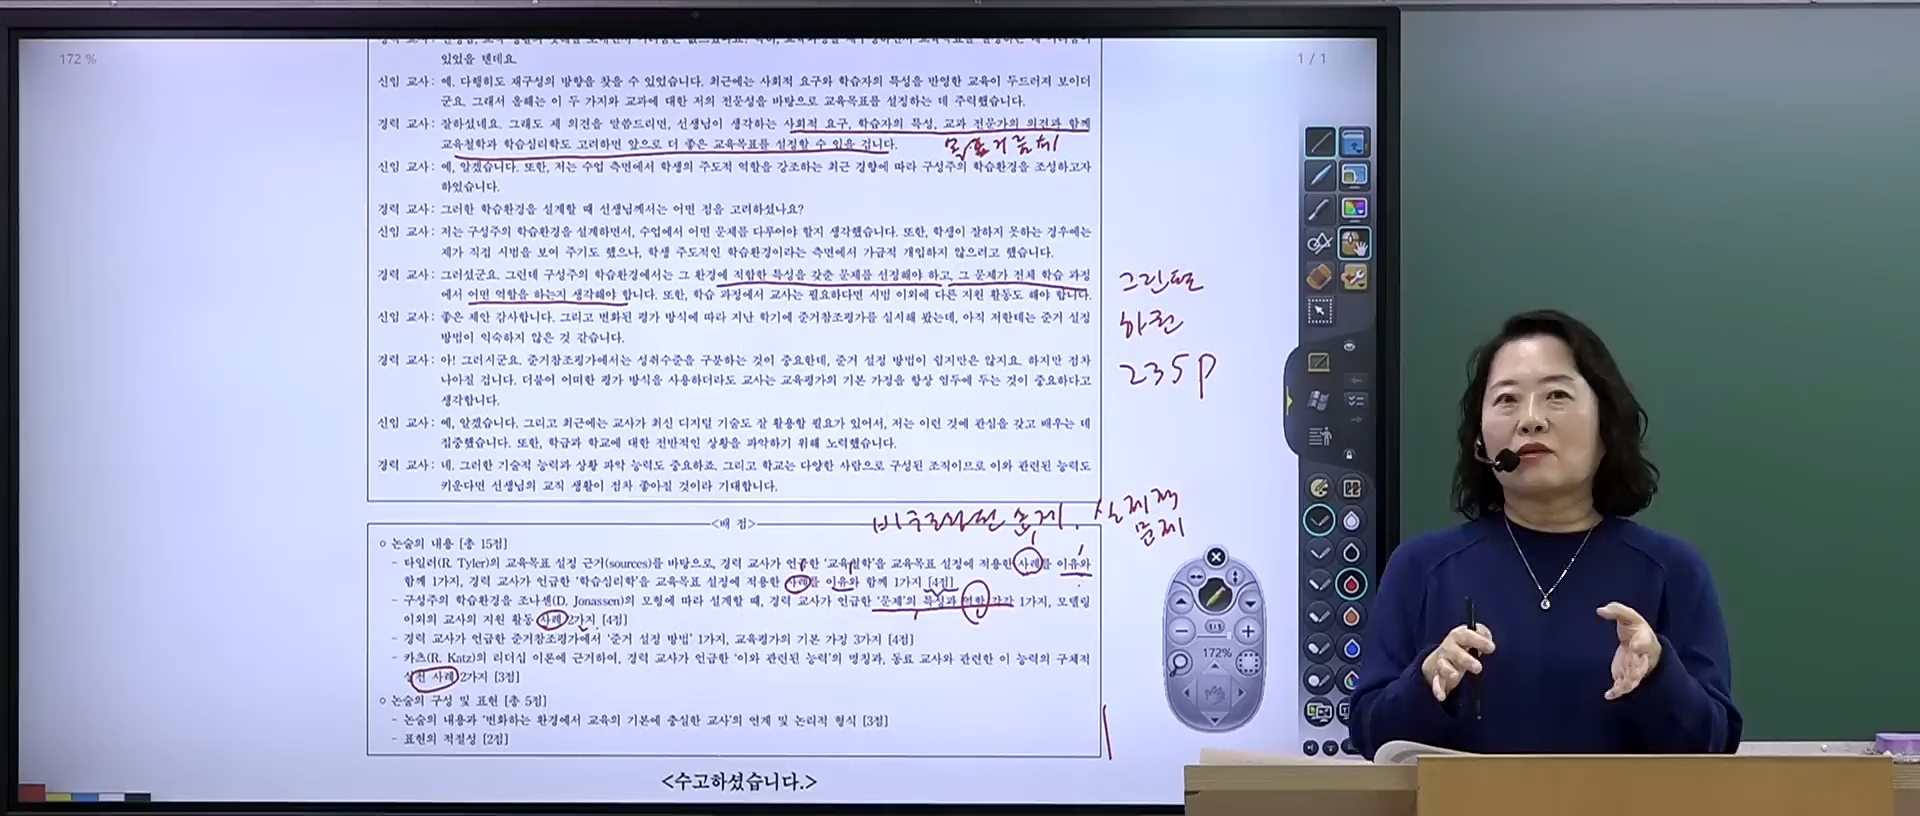 172 %
1 / 1
있었을 텐데요.
신임 교사: 예, 다행히도 재구성의 방향을 찾을 수 있었습니다. 최근에는 사회적 요구와 학습자의 특성을 반영한 교육이 두드러져 보이더
군요. 그래서 올해는 이 두 가지와 교과에 대한 저의 전문성을 바탕으로 교육목표를 설정하는 데 주력했습니다.
경력 교사: 잘하셨네요. 그래도 제 의견을 말씀드리면, 선생님이 생각하는 사회적 요구, 학습자의 특성, 교과 전문가의 의견과 함께
교육철학과 학습심리학도 고려하면 앞으로 더 좋은 교육목표를 설정할 수 있을 겁니다.
신임 교사: 예, 알겠습니다. 또한, 저는 수업 측면에서 학생의 주도적 역할을 강조하는 최근 경향에 따라 구성주의 학습환경을 조성하고자
하였습니다.
경력 교사: 그러한 학습환경을 설계할 때 선생님께서는 어떤 점을 고려하셨나요?
신임 교사: 저는 구성주의 학습환경을 설계하면서, 수업에서 어떤 문제를 다루어야 할지 생각했습니다. 또한, 학생이 잘하지 못하는 경우에는
제가 직접 시범을 보여 주기도 했으나, 학생 주도적인 학습환경이라는 측면에서 가급적 개입하지 않으려고 했습니다.
경력 교사: 그러셨군요. 그런데 구성주의 학습환경에서는 그 환경에 적합한 특성을 갖춘 문제를 선정해야 하고, 그 문제가 전체 학습 과정
에서 어떤 역할을 하는지 생각해야 합니다. 또한, 학습 과정에서 교사는 필요하다면 시범 이외에 다른 지원 활동도 해야 합니다.
신임 교사: 좋은 제안 감사합니다. 그리고 변화된 평가 방식에 따라 지난 학기에 준거참조평가를 실시해 봤는데, 아직 저한테는 준거 설정
방법이 익숙하지 않은 것 같습니다.
235p
경력 교사: 아! 그러시군요. 준거참조평가에서는 성취수준을 구분하는 것이 중요한데, 준거 설정 방법이 쉽지만은 않지요. 하지만 점차
나아질 겁니다. 더불어 어떠한 평가 방식을 사용하더라도 교사는 교육평가의 기본 가정을 항상 염두에 두는 것이 중요하다고
생각합니다.
신임 교사: 예, 알겠습니다. 그리고 최근에는 교사가 최신 디지털 기술도 잘 활용할 필요가 있어서, 저는 이런 것에 관심을 갖고 배우는 데
집중했습니다. 또한, 학급과 학교에 대한 전반적인 상황을 파악하기 위해 노력했습니다.
경력 교사: 네, 그러한 기술적 능력과 상황 파악 능력도 중요하죠. 그리고 학교는 다양한 사람으로 구성된 조직이므로 이와 관련된 능력도
키운다면 선생님의 교직 생활이 점차 좋아질 것이라 기대합니다.
실제적
문제
<배 점>
○ 논술의 내용 [총 15점]
- 타일러(R. Tyler)의 교육목표 설정 근거(sources)를 바탕으로, 경력 교사가 언급한 '교육철학'을 교육목표 설정에 적용한 사례를 이유와
함께 1가지, 경력 교사가 언급한 '학습심리학'을 교육목표 설정에 적용한 사례를 이유와 함께 1가지 [4점]
- 구성주의 학습환경을 조나센(D. Jonassen)의 모형에 따라 설계할 때, 경력 교사가 언급한 '문제'의 특성과 역할 각각 1가지, 모델링
이외의 교사의 지원 활동 사례 2가지 [4점]
- 경력 교사가 언급한 준거참조평가에서 '준거 설정 방법' 1가지, 교육평가의 기본 가정 3가지 [4점]
- 카츠(R. Katz)의 리더십 이론에 근거하여, 경력 교사가 언급한 '이와 관련된 능력'의 명칭과, 동료 교사와 관련한 이 능력의 구체적
실천 사례 2가지 [3점]
○ 논술의 구성 및 표현 [총 5점]
- 논술의 내용과 '변화하는 환경에서 교육의 기본에 충실한 교사'의 연계 및 논리적 형식 [3점]
- 표현의 적절성 [2점]
<수고하셨습니다.>
172%